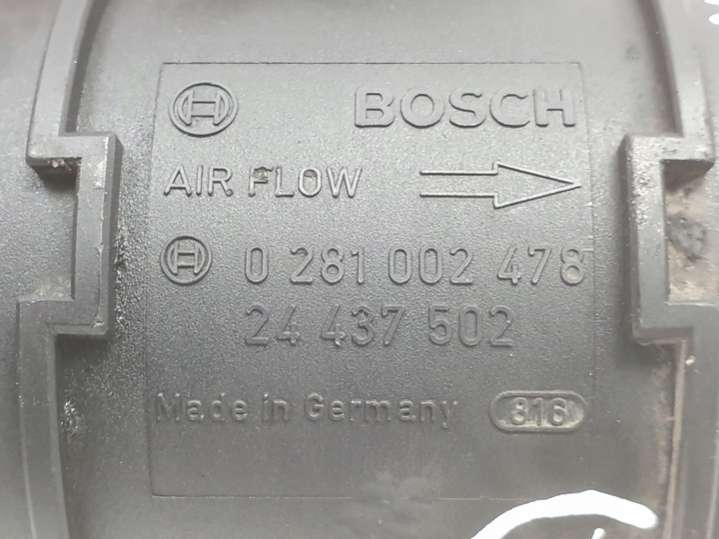 BOSCH
AIR FLOW
0 281 002 478
24 437 502
Made in Germany 816